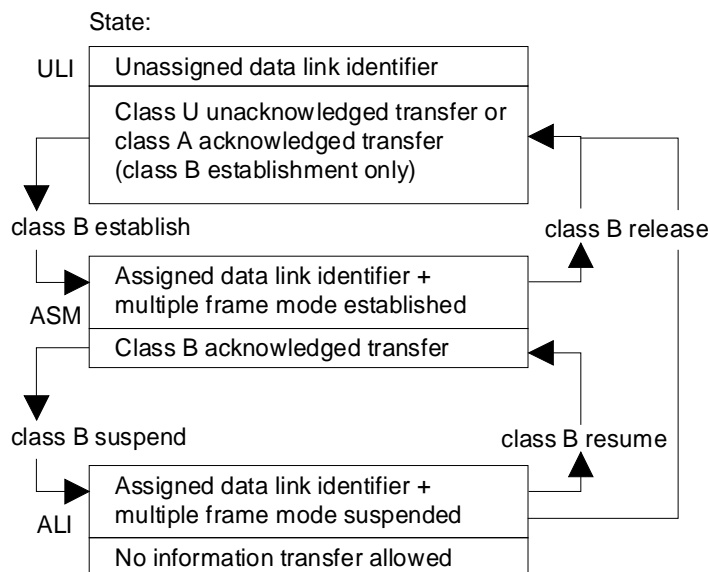 State:
ULI
Unassigned data link identifier
Class U unacknowledged transfer or
class A acknowledged transfer
(class B establishment only)
class B establish
class B release
ASM
Assigned data link identifier +
multiple frame mode established
Class B acknowledged transfer
class B suspend
class B resume
ALI
Assigned data link identifier +
multiple frame mode suspended
No information transfer allowed